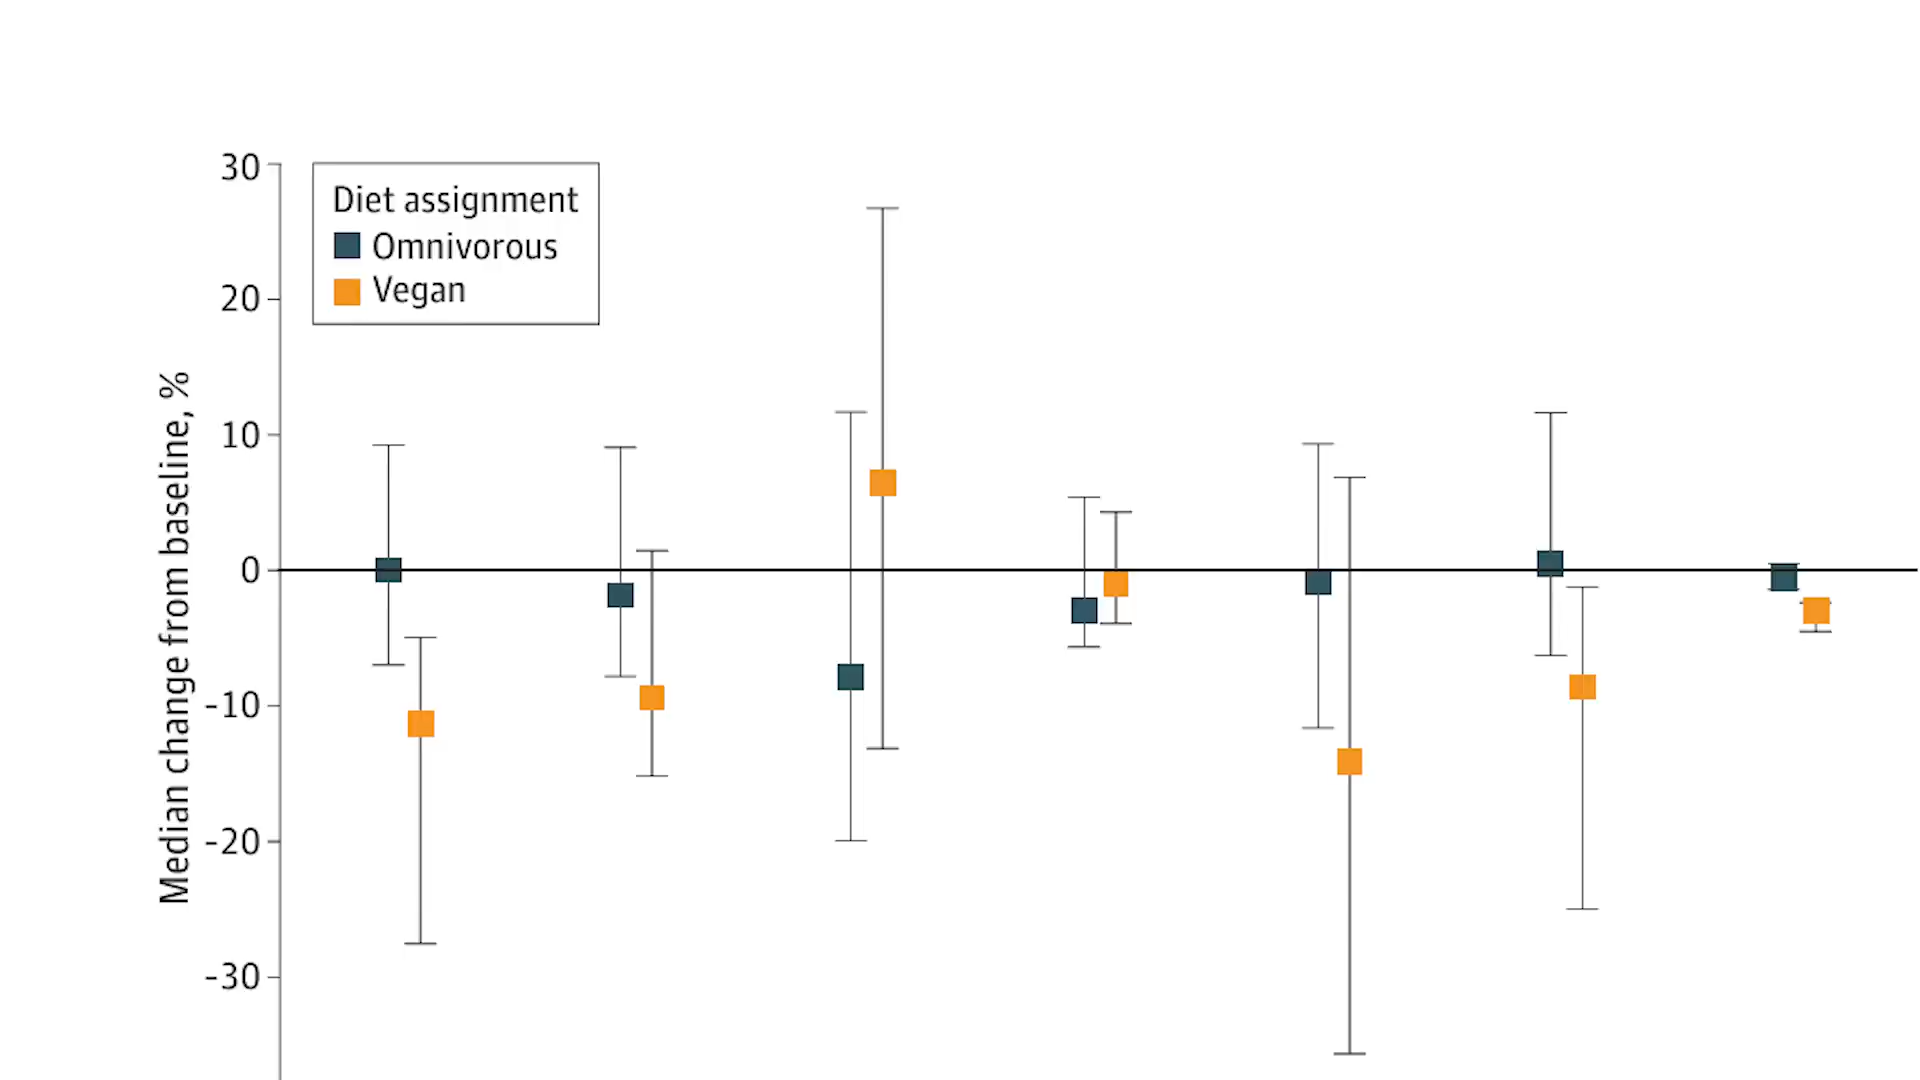 30
20
10
0
-10
-20
-30
Median change from baseline, %
Diet assignment
Omnivorous
Vegan